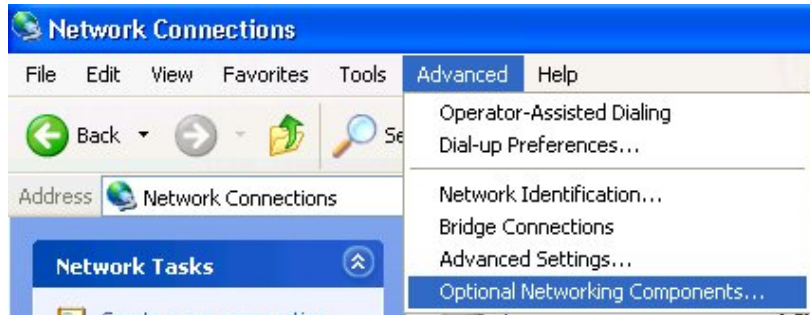 Network Connections
File Edit View Favorites Tools Advanced Help
Operator-Assisted Dialing
Back Se
Dial-up Preferences...
Address Network Connections
Network Identification...
Bridge Connections
Network Tasks
Advanced Settings...
Optional Networking Components...